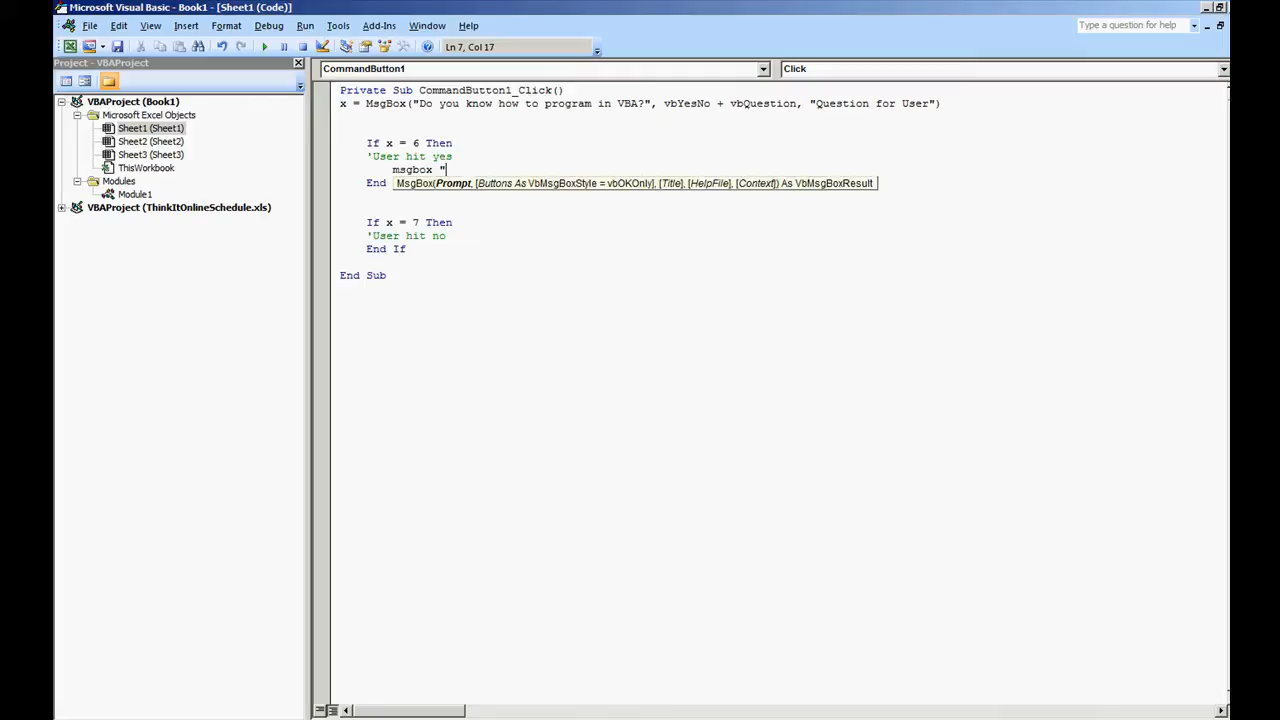 Microsoft Visual Basic - Book1 - [Sheet1 (Code)]
File Edit View Insert Format Debug Run Tools Add-Ins Window Help
Type a question for help
Ln 7, Col 17
Project - VBAProject
VBAProject (Book1)
Microsoft Excel Objects
Sheet1 (Sheet1)
Sheet2 (Sheet2)
Sheet3 (Sheet3)
ThisWorkbook
Modules
Module1
VBAProject (ThinkItOnlineSchedule.xls)
CommandButton1
Click
Private Sub CommandButton1_Click()
x = MsgBox("Do you know how to program in VBA?", vbYesNo + vbQuestion, "Question for User")
If x = 6 Then
'User hit yes
msgbox "
End
MsgBox(Prompt, [Buttons As VbMsgBoxStyle = vbOKOnly], [Title], [HelpFile], [Context]) As VbMsgBoxResult
If x = 7 Then
'User hit no
End If
End Sub